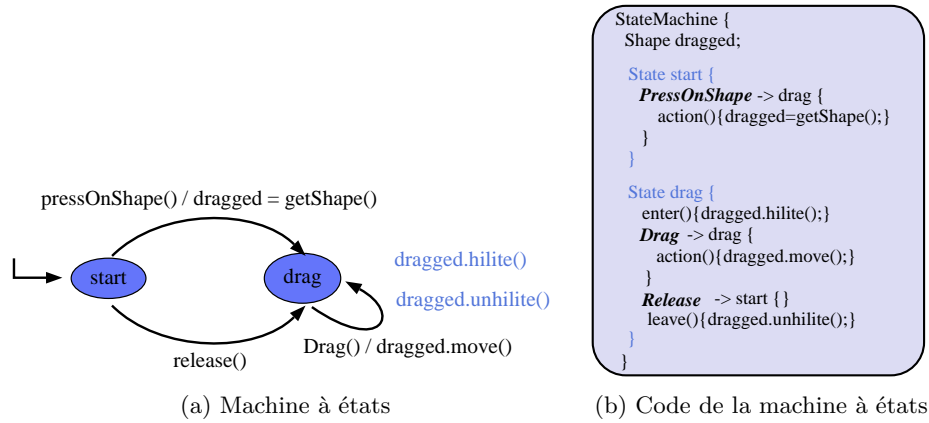 pressOnShape() / dragged = getShape()
start
drag
dragged.hilite()
dragged.unhilite()
Drag() / dragged.move()
release()
(a) Machine à états
StateMachine {
Shape dragged;
State start {
PressOnShape -> drag {
action(){dragged=getShape();}
}
}
State drag {
enter(){dragged.hilite();}
Drag -> drag {
action(){dragged.move();}
}
Release -> start {}
leave(){dragged.unhilite();}
}
}
(b) Code de la machine à états